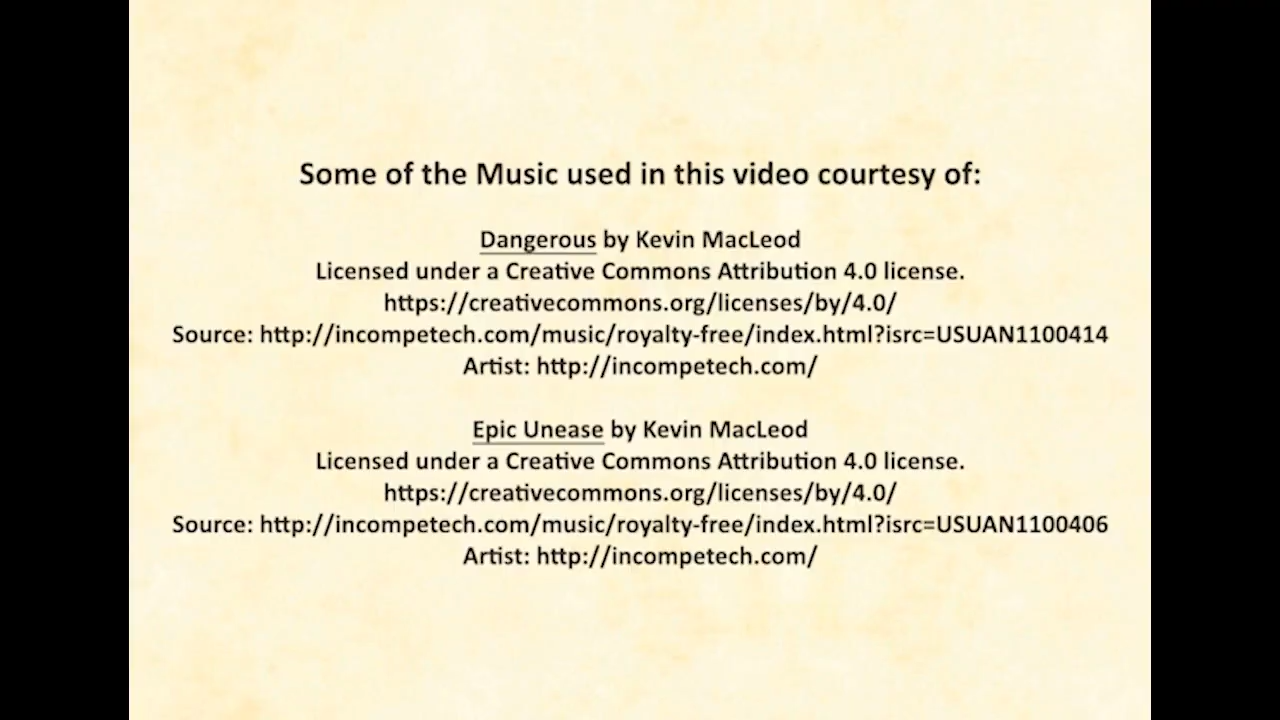 Some of the Music used in this video courtesy of:
Dangerous by Kevin MacLeod
Licensed under a Creative Commons Attribution 4.0 license.
https://creativecommons.org/licenses/by/4.0/
Source: http://incompetech.com/music/royalty-free/index.html?isrc=USUAN1100414
Artist: http://incompetech.com/
Epic Unease by Kevin MacLeod
Licensed under a Creative Commons Attribution 4.0 license.
https://creativecommons.org/licenses/by/4.0/
Source: http://incompetech.com/music/royalty-free/index.html?isrc=USUAN1100406
Artist: http://incompetech.com/